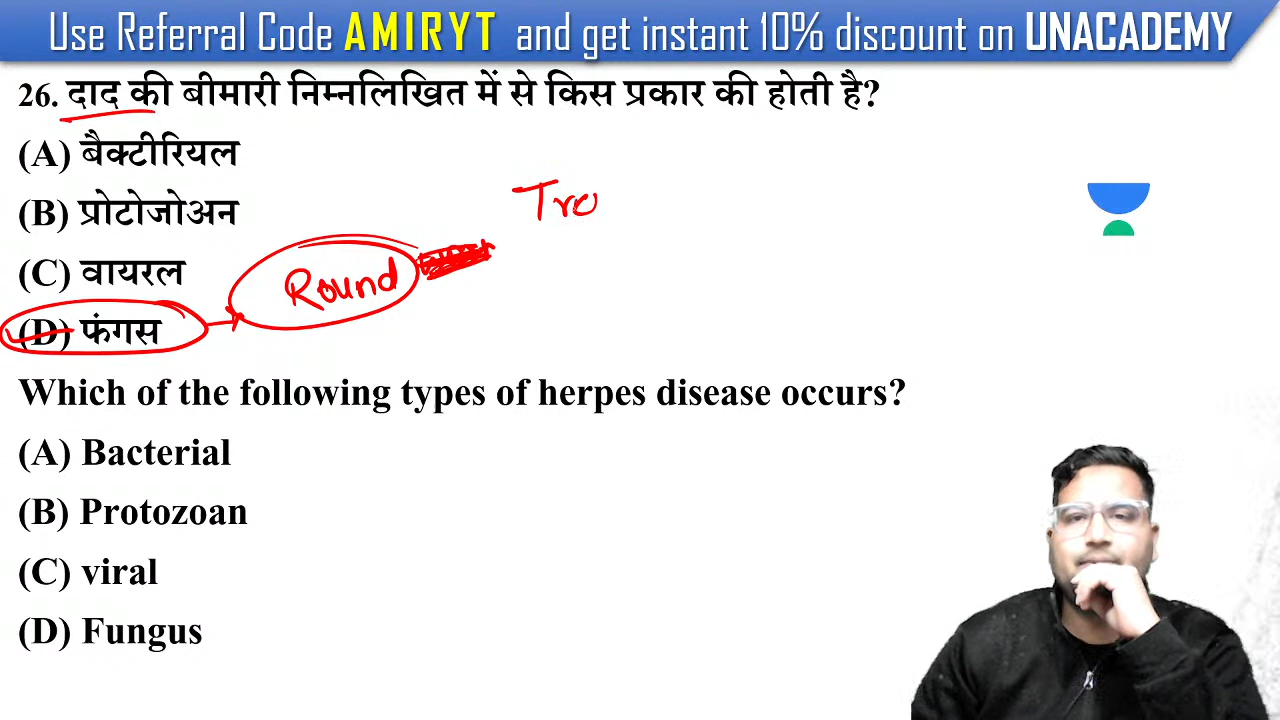 Use Referral Code AMIRYT and get instant 10% discount on UNACADEMY
26. दाद की बीमारी निम्नलिखित में से किस प्रकार की होती है?
(A) बैक्टीरियल
(B) प्रोटोजोअन
Tro
(C) वायरल
Round
(D) फंगस
Which of the following types of herpes disease occurs?
(A) Bacterial
(B) Protozoan
(C) viral
(D) Fungus